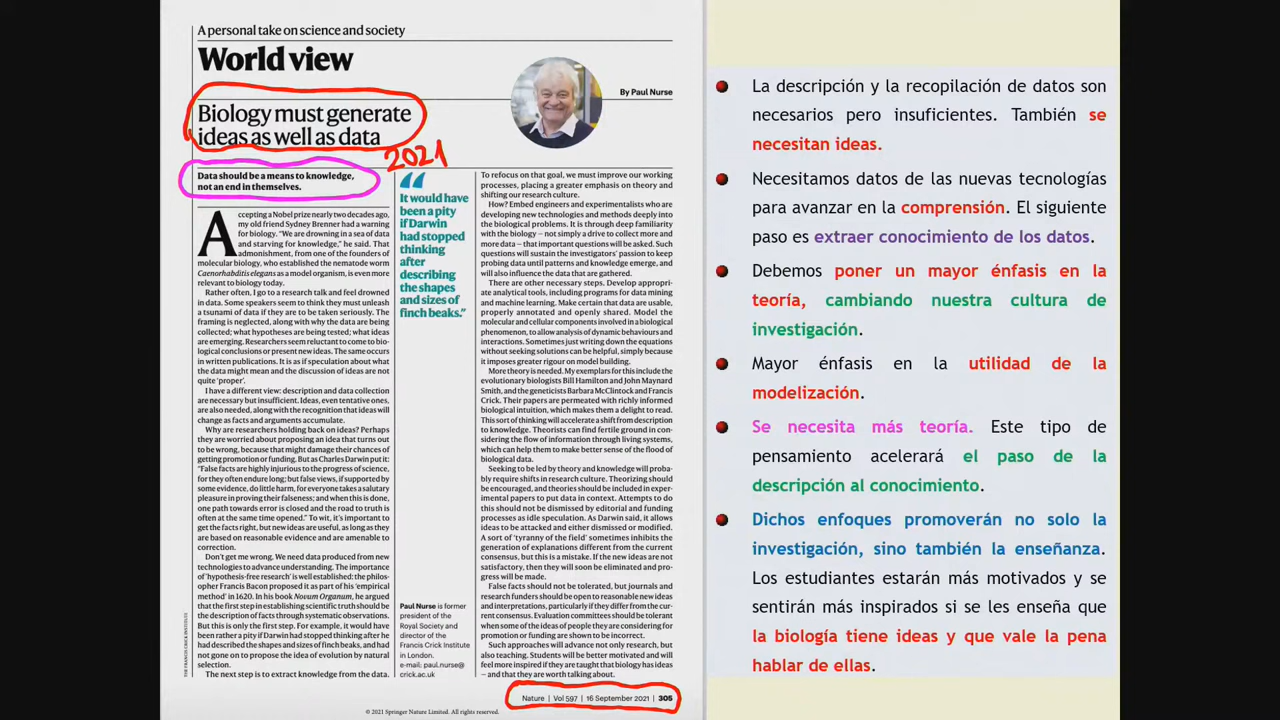 A personal take on science and society
World view
By Paul Nurse
Biology must generate
ideas as well as data
2021
Data should be a means to knowledge,
not an end in themselves.
Accepting a Nobel prize nearly two decades ago,
my old friend Sydney Brenner had a warning
for biology. “We are drowning in a sea of data
and starving for knowledge,” he said. That
admonishment, from one of the founders of
molecular biology, who established the nematode worm
Caenorhabditis elegans as a model organism, is even more
relevant to biology today.
Rather often, I go to a research talk and feel drowned
in data. Some speakers seem to think they must unleash
a tsunami of data if they are to be taken seriously. The
framing is neglected, along with why the data are being
collected; what hypotheses are being tested; what ideas
are emerging. Researchers seem reluctant to come to bio-
logical conclusions or present new ideas. The same occurs
in written publications. It is as if speculation about what
the data might mean and the discussion of ideas are not
quite ‘proper’.
I have a different view: description and data collection
are necessary but insufficient. Ideas, even tentative ones,
are also needed, along with the recognition that ideas will
change as facts and arguments accumulate.
Why are researchers holding back on ideas? Perhaps
they are worried about proposing an idea that turns out
to be wrong, because that might damage their chances of
getting promotion or funding. But as Charles Darwin put it:
“False facts are highly injurious to the progress of science,
for they often endure long; but false views, if supported by
some evidence, do little harm, for everyone takes a salutary
pleasure in proving their falseness; and when this is done,
one path towards error is closed and the road to truth is
often at the same time opened.” To wit, it’s important to
get the facts right, but new ideas are useful, as long as they
are based on reasonable evidence and are amenable to
correction.
Don’t get me wrong. We need data produced from new
technologies to advance understanding. The importance
of ‘hypothesis-free research’ is well established: the philos-
opher Francis Bacon proposed it as part of his ‘empirical
method’ in 1620. In his book Novum Organum, he argued
that the first step in establishing scientific truth should be
the description of facts through systematic observations.
But this is only the first step. For example, it would have
been rather a pity if Darwin had stopped thinking after he
had described the shapes and sizes of finch beaks, and had
not gone on to propose the idea of evolution by natural
selection.
The next step is to extract knowledge from the data.
THE FRANCIS CRICK INSTITUTE
“
It would have
been a pity
if Darwin
had stopped
thinking
after
describing
the shapes
and sizes of
finch beaks.”
Paul Nurse is former
president of the
Royal Society and
director of the
Francis Crick Institute
in London.
e-mail: paul.nurse@
crick.ac.uk
To refocus on that goal, we must improve our working
processes, placing a greater emphasis on theory and
shifting our research culture.
How? Embed engineers and experimentalists who are
developing new technologies and methods deeply into
the biological problems. It is through deep familiarity
with the biology – not simply a drive to collect more and
more data – that important questions will be asked. Such
questions will sustain the investigators’ passion to keep
probing data until patterns and knowledge emerge, and
will also influence the data that are gathered.
There are other necessary steps. Develop appropri-
ate analytical tools, including programs for data mining
and machine learning. Make certain that data are usable,
properly annotated and openly shared. Model the
molecular and cellular components involved in a biological
phenomenon, to allow analysis of dynamic behaviours and
interactions. Sometimes just writing down the equations
without seeking solutions can be helpful, simply because
it imposes greater rigour on model building.
More theory is needed. My exemplars for this include the
evolutionary biologists Bill Hamilton and John Maynard
Smith, and the geneticists Barbara McClintock and Francis
Crick. Their papers are permeated with richly informed
biological intuition, which makes them a delight to read.
This sort of thinking will accelerate a shift from description
to knowledge. Theorists can find fertile ground in con-
sidering the flow of information through living systems,
which can help them to make better sense of the flood of
biological data.
Seeking to be led by theory and knowledge will proba-
bly require shifts in research culture. Theorizing should
be encouraged, and theories should be included in exper-
imental papers to put data in context. Attempts to do
this should not be dismissed by editorial and funding
processes as idle speculation. As Darwin said, it allows
ideas to be attacked and either dismissed or modified.
A sort of ‘tyranny of the field’ sometimes inhibits the
generation of explanations different from the current
consensus, but this is a mistake. If the new ideas are not
satisfactory, then they will soon be eliminated and pro-
gress will be made.
False facts should not be tolerated, but journals and
research funders should be open to reasonable new ideas
and interpretations, particularly if they differ from the cur-
rent consensus. Evaluation committees should be tolerant
when some of the ideas of people they are considering for
promotion or funding are shown to be incorrect.
Such approaches will advance not only research, but
also teaching. Students will be better motivated and will
feel more inspired if they are taught that biology has ideas
— and that they are worth talking about.
Nature | Vol 597 | 16 September 2021 | 305
© 2021 Springer Nature Limited. All rights reserved.
La descripción y la recopilación de datos son
necesarios pero insuficientes. También se
necesitan ideas.
Necesitamos datos de las nuevas tecnologías
para avanzar en la comprensión. El siguiente
paso es extraer conocimiento de los datos.
Debemos poner un mayor énfasis en la
teoría, cambiando nuestra cultura de
investigación.
Mayor énfasis en la utilidad de la
modelización.
Se necesita más teoría. Este tipo de
pensamiento acelerará el paso de la
descripción al conocimiento.
Dichos enfoques promoverán no solo la
investigación, sino también la enseñanza.
Los estudiantes estarán más motivados y se
sentirán más inspirados si se les enseña que
la biología tiene ideas y que vale la pena
hablar de ellas.